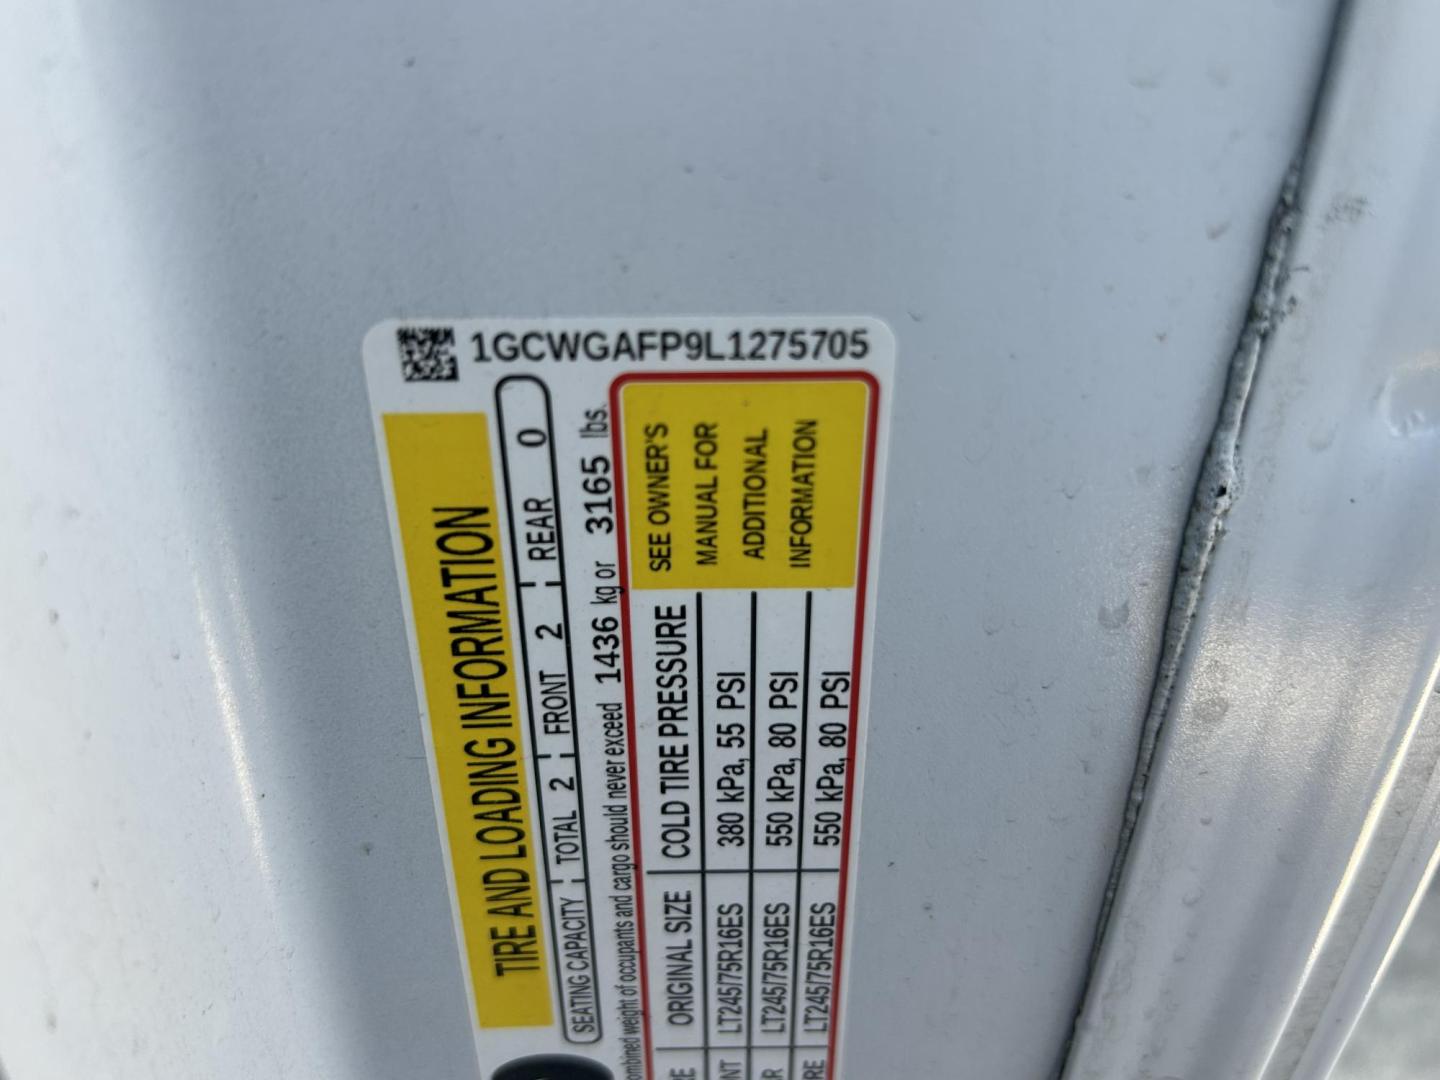 1GCWGAFP9L1275705
TIRE AND LOADING INFORMATION
SEATING CAPACITY TOTAL 2 FRONT 2 REAR 0
weight of occupants and cargo should never exceed 1436 kg or 3165 lbs.
ORIGINAL SIZE COLD TIRE PRESSURE
LT245/75R16ES 380 kPa, 55 PSI
LT245/75R16ES 550 kPa, 80 PSI
LT245/75R16ES 550 kPa, 80 PSI
SEE OWNER'S
MANUAL FOR
ADDITIONAL
INFORMATION